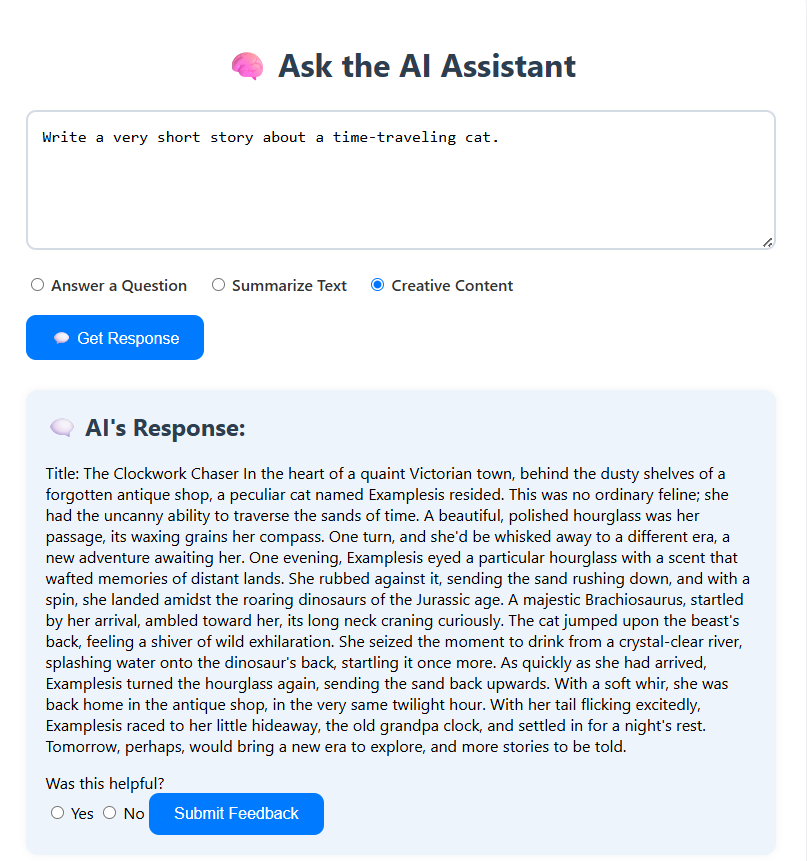 Ask the AI Assistant
Write a very short story about a time-traveling cat.
Answer a Question Summarize Text Creative Content
Get Response
AI's Response:
Title: The Clockwork Chaser In the heart of a quaint Victorian town, behind the dusty shelves of a
forgotten antique shop, a peculiar cat named Examplesis resided. This was no ordinary feline; she
had the uncanny ability to traverse the sands of time. A beautiful, polished hourglass was her
passage, its waxing grains her compass. One turn, and she'd be whisked away to a different era, a
new adventure awaiting her. One evening, Examplesis eyed a particular hourglass with a scent that
wafted memories of distant lands. She rubbed against it, sending the sand rushing down, and with a
spin, she landed amidst the roaring dinosaurs of the Jurassic age. A majestic Brachiosaurus, startled
by her arrival, ambled toward her, its long neck craning curiously. The cat jumped upon the beast's
back, feeling a shiver of wild exhilaration. She seized the moment to drink from a crystal-clear river,
splashing water onto the dinosaur's back, startling it once more. As quickly as she had arrived,
Examplesis turned the hourglass again, sending the sand back upwards. With a soft whir, she was
back home in the antique shop, in the very same twilight hour. With her tail flicking excitedly,
Examplesis raced to her little hideaway, the old grandpa clock, and settled in for a night's rest.
Tomorrow, perhaps, would bring a new era to explore, and more stories to be told.
Was this helpful?
Yes No Submit Feedback